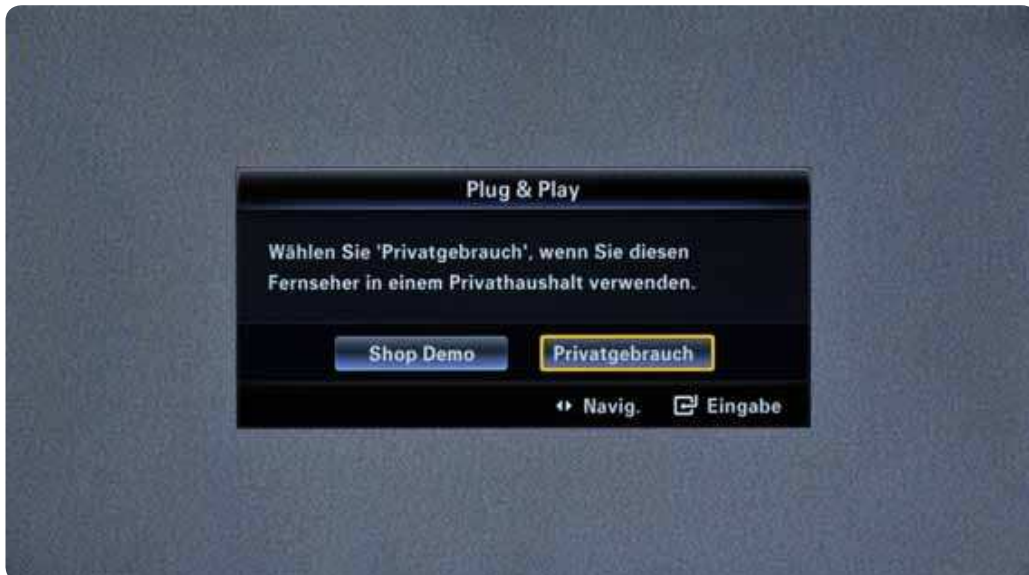 Plug & Play
Wählen Sie 'Privatgebrauch', wenn Sie diesen
Fernseher in einem Privathaushalt verwenden.
Shop Demo Privatgebrauch
Navig. Eingabe